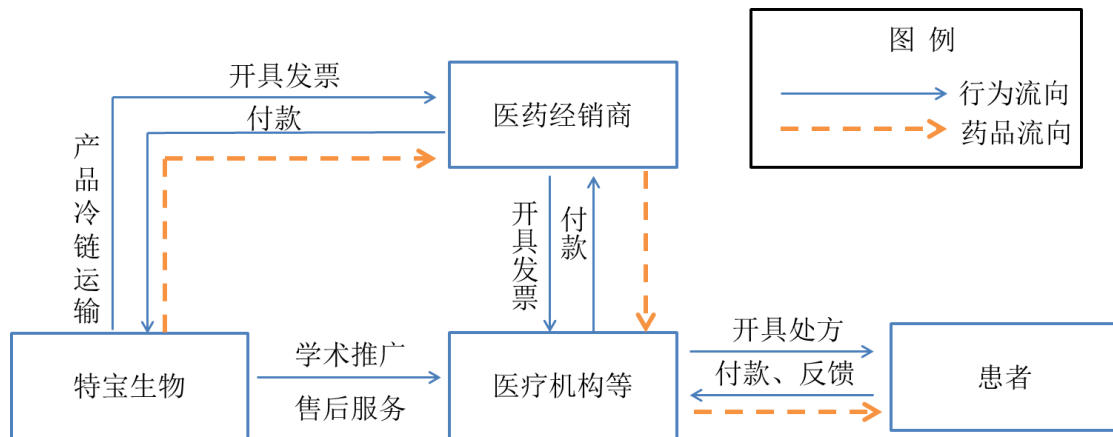 图 例
行为流向
药品流向
开具发票
付款
产品冷链运输
医药经销商
开具发票
付款
特宝生物
学术推广
售后服务
医疗机构等
开具处方
付款、反馈
患者